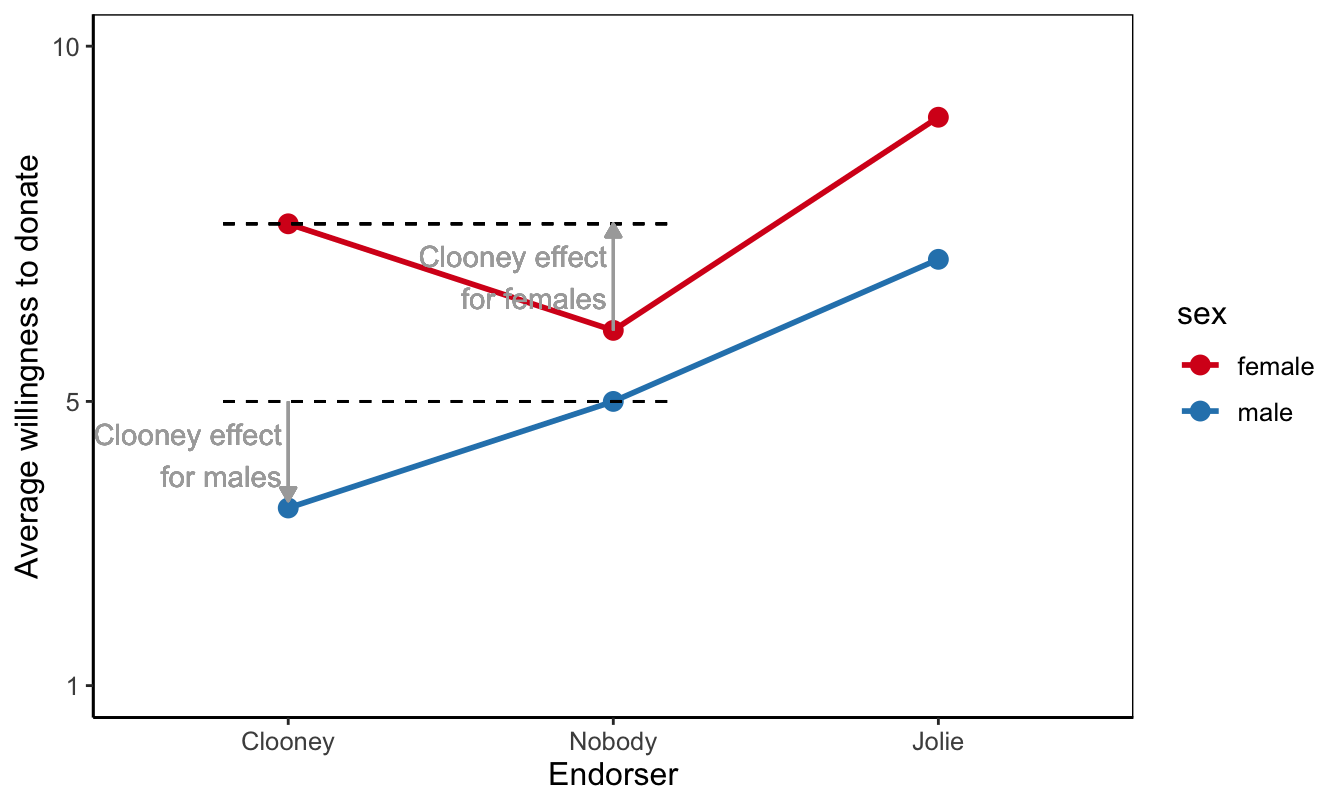 10
5
1
Average willingness to donate
Clooney effect
for females
Clooney effect
for males
Clooney
Nobody
Jolie
Endorser
sex
female
male